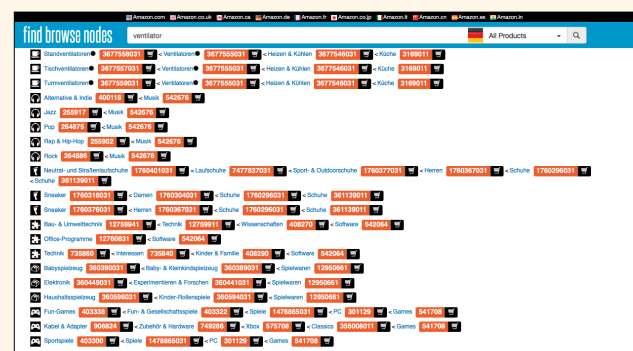 Amazon.com Amazon.co.uk Amazon.ca Amazon.de Amazon.fr Amazon.co.jp Amazon.it Amazon.cn Amazon.es Amazon.in
find browse nodes ventilator All Products
Standventilatoren 3677558031 < Ventilatoren 3677555031 < Heizen & Kühlen 3677546031 < Küche 3169011
Tischventilatoren 3677557031 < Ventilatoren 3677555031 < Heizen & Kühlen 3677546031 < Küche 3169011
Turmventilatoren 3677559031 < Ventilatoren 3677555031 < Heizen & Kühlen 3677546031 < Küche 3169011
Alternative & Indie 400118 < Musik 542676
Jazz 255917 < Musik 542676
Pop 264875 < Musik 542676
Rap & Hip-Hop 255902 < Musik 542676
Rock 264886 < Musik 542676
Neutral- und Straßenlaufschuhe 1760401031 < Laufschuhe 7477837031 < Sport- & Outdoorschuhe 1760377031 < Herren 1760367031 < Schuhe 1760296031
< Schuhe 361139011
Sneaker 1760316031 < Damen 1760304031 < Schuhe 1760296031 < Schuhe 361139011
Sneaker 1760376031 < Herren 1760367031 < Schuhe 1760296031 < Schuhe 361139011
Bau- & Umwelttechnik 12759941 < Technik 12759911 < Wissenschaften 408270 < Software 542064
Office-Programme 12760831 < Software 542064
Technik 735860 < Interessen 735840 < Kinder & Familie 408290 < Software 542064
Babyspielzeug 360390031 < Baby- & Kleinkindspielzeug 360389031 < Spielwaren 12950661
Elektronik 360449031 < Experimentieren & Forschen 360441031 < Spielwaren 12950661
Haushaltsspielzeug 360595031 < Kinder-Rollenspiele 360594031 < Spielwaren 12950661
Fun-Games 403338 < Fun- & Gesellschaftsspiele 403322 < Spiele 1478865031 < PC 301129 < Games 541708
Kabel & Adapter 908824 < Zubehör & Hardware 749286 < Xbox 575708 < Classics 355008011 < Games 541708
Sportspiele 403300 < Spiele 1478865031 < PC 301129 < Games 541708